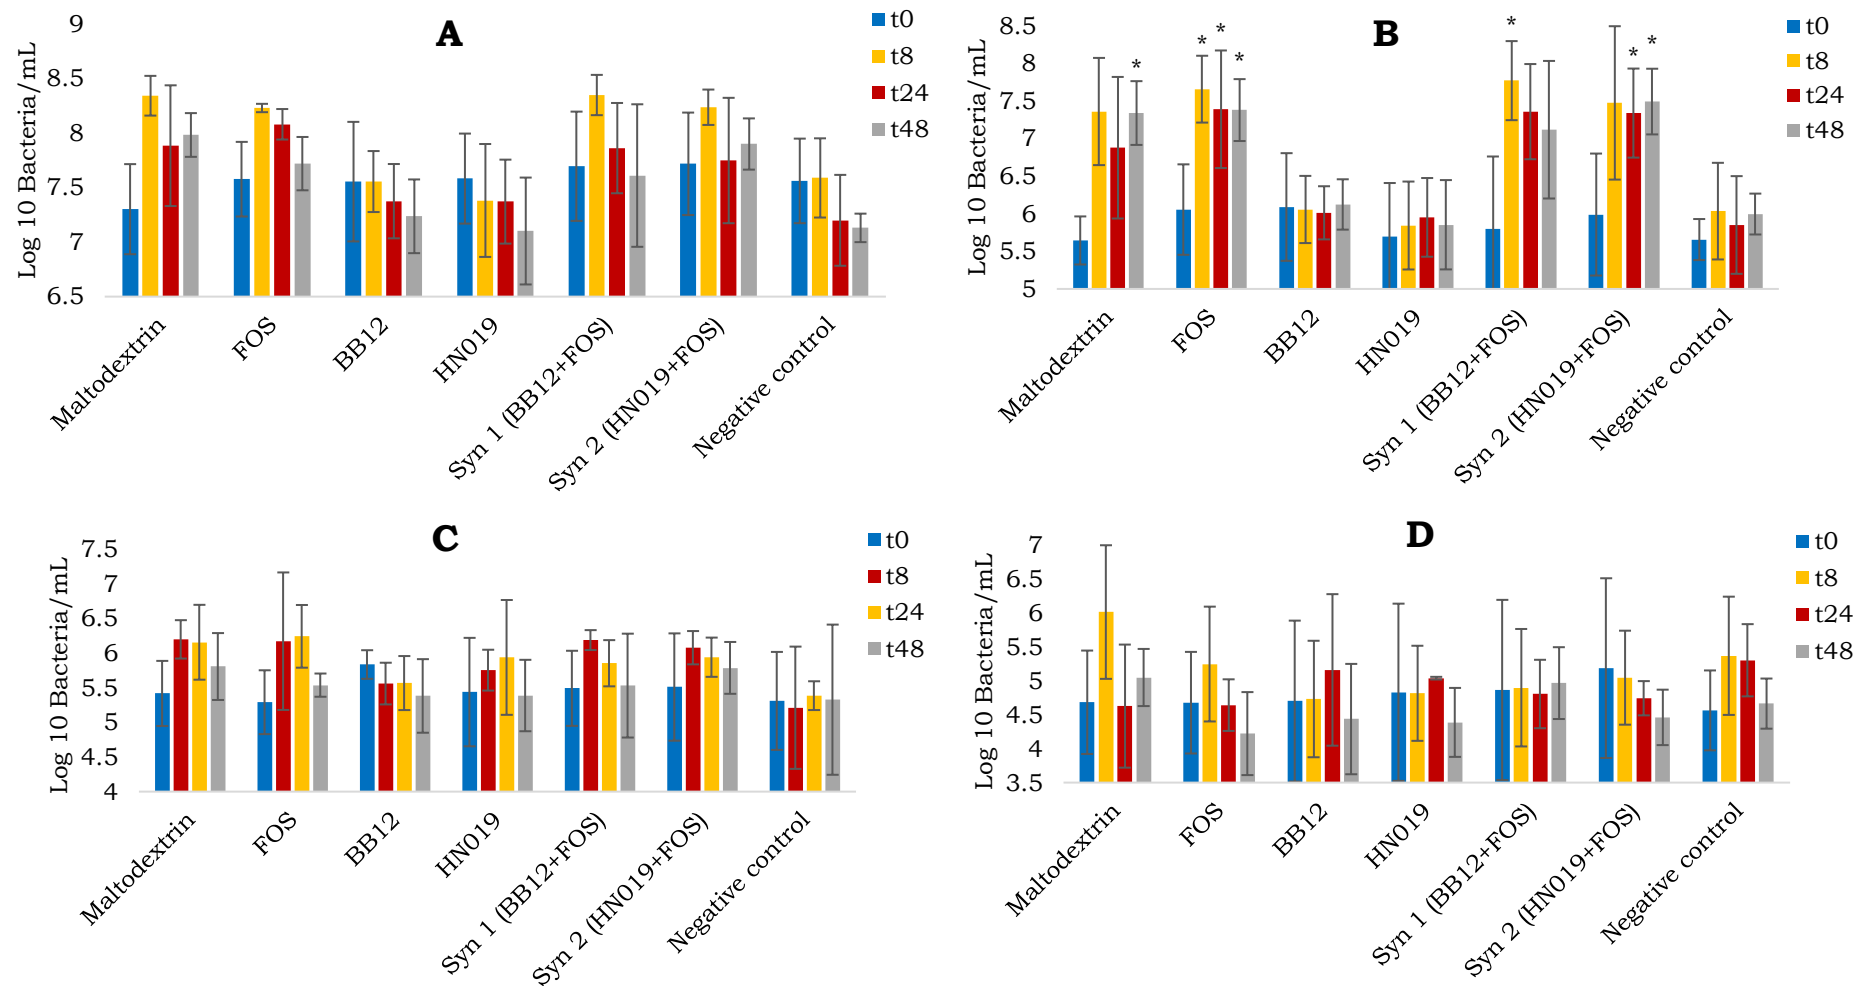 A
Log 10 Bacteria/mL
9
8.5
8
7.5
7
6.5
t0
t8
t24
t48
Maltodextrin
FOS
BB12
HN019
Syn 1 (BB12+FOS)
Syn 2 (HN019+FOS)
Negative control
B
Log 10 Bacteria/mL
8.5
8
7.5
7
6.5
6
5.5
5
* * * * * * *
t0
t8
t24
t48
Maltodextrin
FOS
BB12
HN019
Syn 1 (BB12+FOS)
Syn 2 (HN019+FOS)
Negative control
C
Log 10 Bacteria/mL
7.5
7
6.5
6
5.5
5
4.5
4
t0
t8
t24
t48
Maltodextrin
FOS
BB12
HN019
Syn 1 (BB12+FOS)
Syn 2 (HN019+FOS)
Negative control
D
Log 10 Bacteria/mL
7
6.5
6
5.5
5
4.5
4
3.5
t0
t8
t24
t48
Maltodextrin
FOS
BB12
HN019
Syn 1 (BB12+FOS)
Syn 2 (HN019+FOS)
Negative control